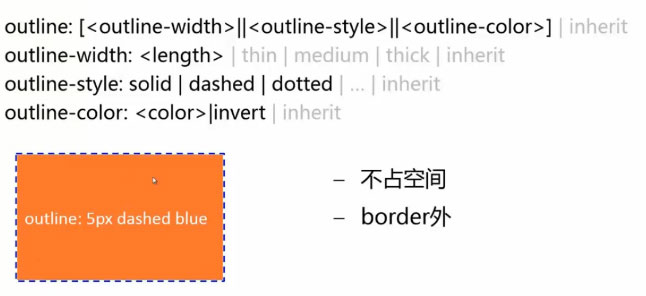 outline: [<outline-width>||<outline-style>||<outline-color>] | inherit
outline-width: <length> | thin | medium | thick | inherit
outline-style: solid | dashed | dotted | ... | inherit
outline-color: <color>|invert | inherit
outline: 5px dashed blue
– 不占空间
– border外